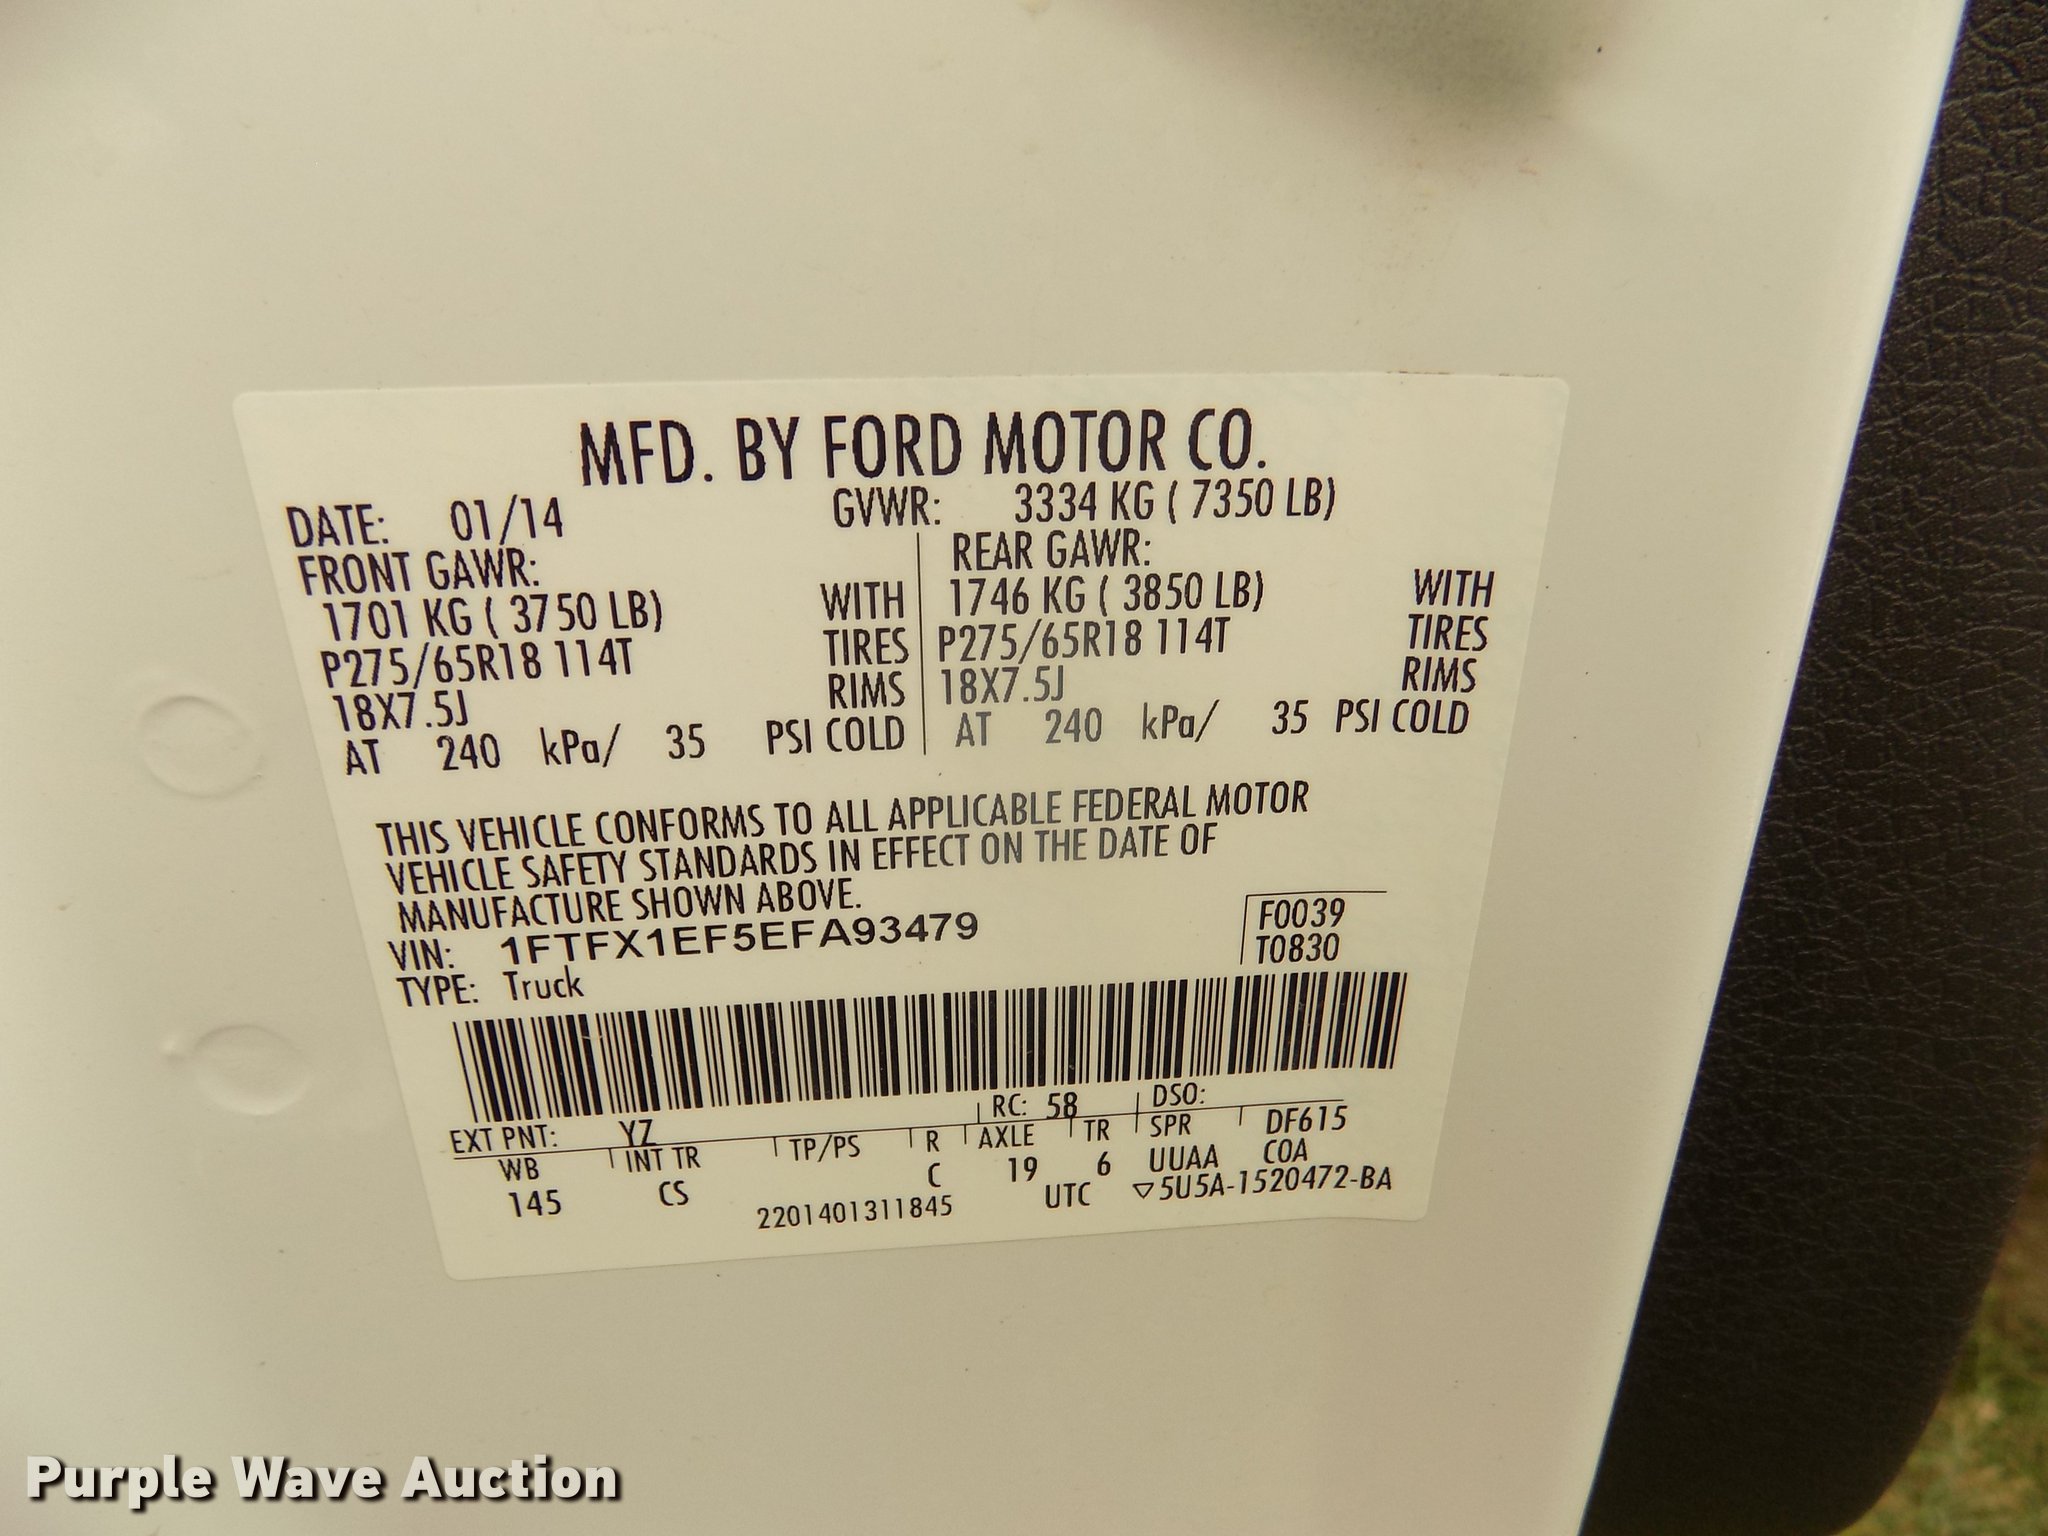 MFD. BY FORD MOTOR CO.
DATE: 01/14 GVWR: 3334 KG ( 7350 LB)
FRONT GAWR: REAR GAWR:
1701 KG ( 3750 LB) WITH 1746 KG ( 3850 LB) WITH
P275/65R18 114T TIRES P275/65R18 114T TIRES
18X7.5J RIMS 18X7.5J RIMS
AT 240 kPa/ 35 PSI COLD AT 240 kPa/ 35 PSI COLD
THIS VEHICLE CONFORMS TO ALL APPLICABLE FEDERAL MOTOR
VEHICLE SAFETY STANDARDS IN EFFECT ON THE DATE OF
MANUFACTURE SHOWN ABOVE.
VIN: 1FTFX1EF5EFA93479 F0039
TYPE: Truck T0830
EXT PNT: YZ RC: 58 DSO:
WB INT TR TP/PS R AXLE TR SPR DF615
145 CS C 19 6 UUAA COA
2201401311845 UTC ▽5U5A-1520472-BA
Purple Wave Auction